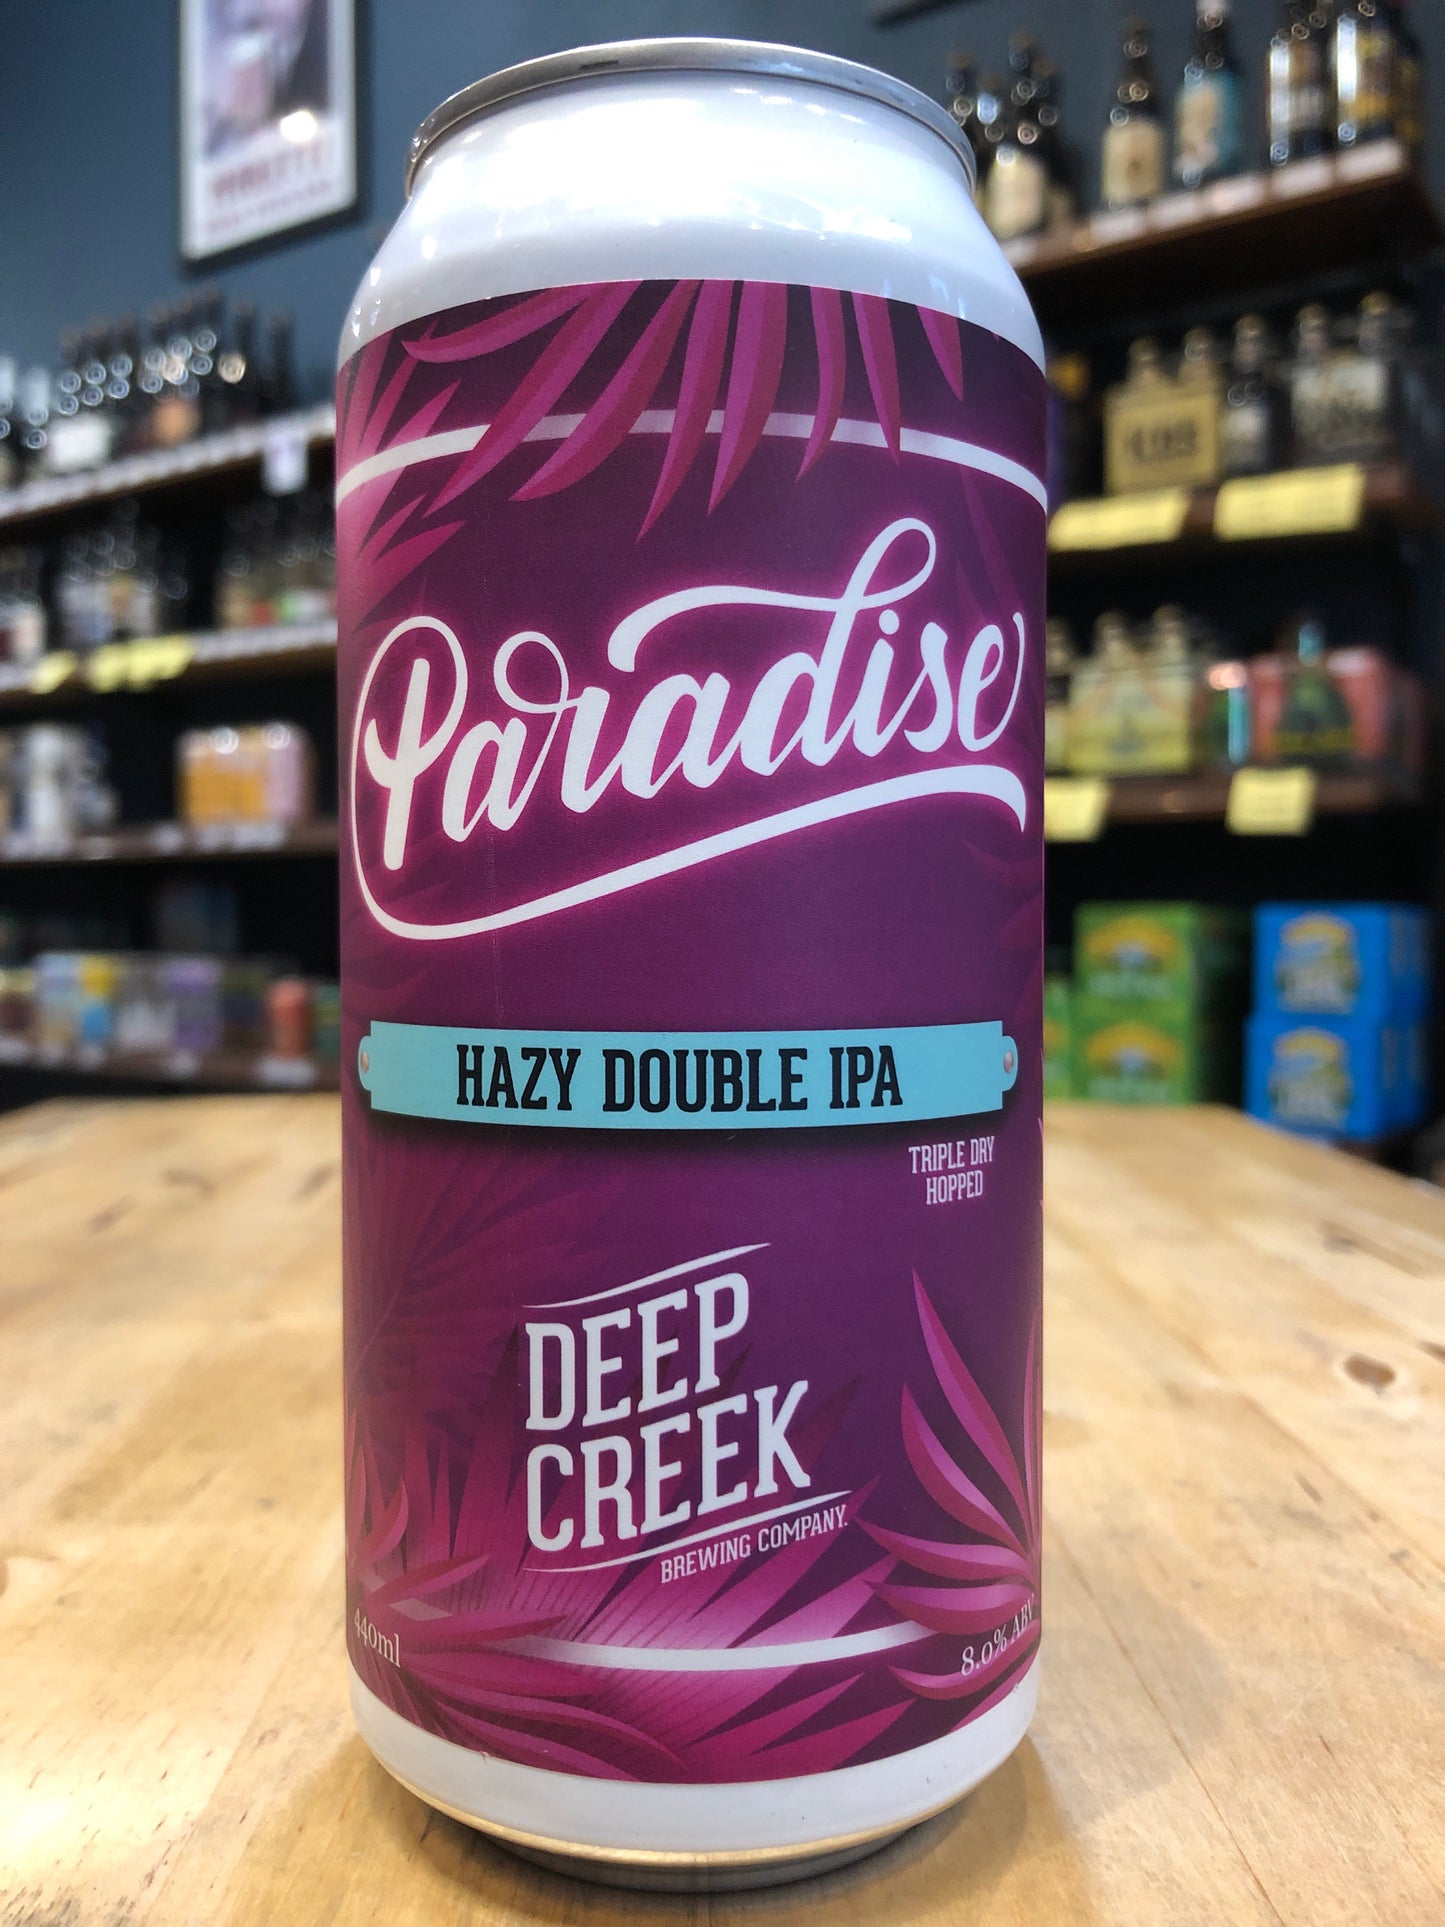 Paradise
HAZY DOUBLE IPA
TRIPLE DRY
HOPPED
DEEP
CREEK
BREWING COMPANY.
440ml
8.0% ABV